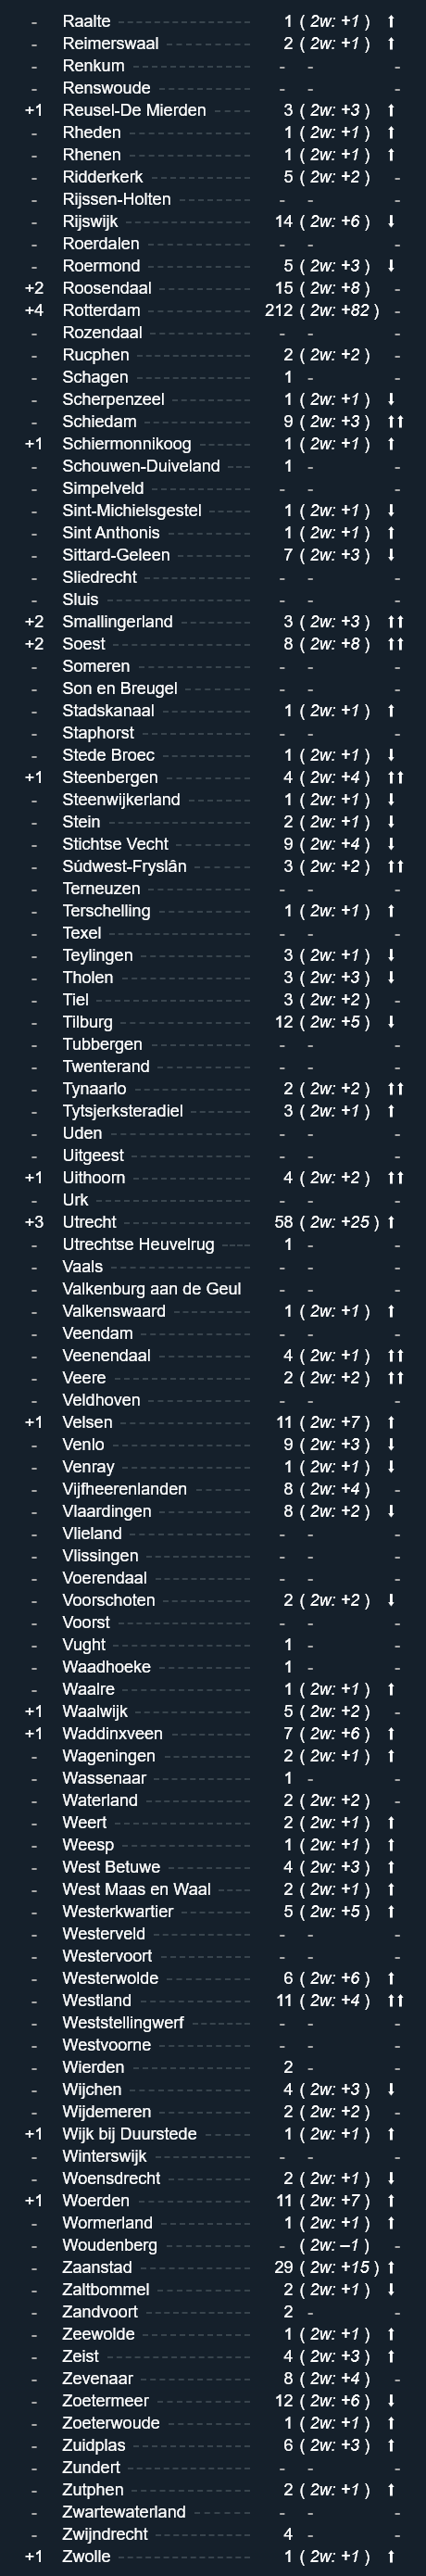 - Raalte 1 ( 2w: +1 ) ↑
- Reimerswaal 2 ( 2w: +1 ) ↑
- Renkum - - -
- Renswoude - - -
+1 Reusel-De Mierden 3 ( 2w: +3 ) ↑
- Rheden 1 ( 2w: +1 ) ↑
- Rhenen 1 ( 2w: +1 ) ↑
- Ridderkerk 5 ( 2w: +2 ) -
- Rijssen-Holten - - -
- Rijswijk 14 ( 2w: +6 ) ↓
- Roerdalen - - -
- Roermond 5 ( 2w: +3 ) ↓
+2 Roosendaal 15 ( 2w: +8 ) -
+4 Rotterdam 212 ( 2w: +82 ) -
- Rozendaal - - -
- Rucphen 2 ( 2w: +2 ) -
- Schagen 1 - -
- Scherpenzeel 1 ( 2w: +1 ) ↓
- Schiedam 9 ( 2w: +3 ) ↑↑
+1 Schiermonnikoog 1 ( 2w: +1 ) ↑
- Schouwen-Duiveland 1 - -
- Simpelveld - - -
- Sint-Michielsgestel 1 ( 2w: +1 ) ↓
- Sint Anthonis 1 ( 2w: +1 ) ↑
- Sittard-Geleen 7 ( 2w: +3 ) ↓
- Sliedrecht - - -
- Sluis - - -
+2 Smallingerland 3 ( 2w: +3 ) ↑↑
+2 Soest 8 ( 2w: +8 ) ↑↑
- Someren - - -
- Son en Breugel - - -
- Stadskanaal 1 ( 2w: +1 ) ↑
- Staphorst - - -
- Stede Broec 1 ( 2w: +1 ) ↓
+1 Steenbergen 4 ( 2w: +4 ) ↑↑
- Steenwijkerland 1 ( 2w: +1 ) ↓
- Stein 2 ( 2w: +1 ) ↓
- Stichtse Vecht 9 ( 2w: +4 ) ↓
- Súdwest-Fryslân 3 ( 2w: +2 ) ↑↑
- Terneuzen - - -
- Terschelling 1 ( 2w: +1 ) ↑
- Texel - - -
- Teylingen 3 ( 2w: +1 ) ↓
- Tholen 3 ( 2w: +3 ) ↓
- Tiel 3 ( 2w: +2 ) -
- Tilburg 12 ( 2w: +5 ) ↓
- Tubbergen - - -
- Twenterand - - -
- Tynaarlo 2 ( 2w: +2 ) ↑↑
- Tytsjerksteradiel 3 ( 2w: +1 ) ↑
- Uden - - -
- Uitgeest - - -
+1 Uithoorn 4 ( 2w: +2 ) ↑↑
- Urk - - -
+3 Utrecht 58 ( 2w: +25 ) ↑
- Utrechtse Heuvelrug 1 - -
- Vaals - - -
- Valkenburg aan de Geul - - -
- Valkenswaard 1 ( 2w: +1 ) ↑
- Veendam - - -
- Veenendaal 4 ( 2w: +1 ) ↑↑
- Veere 2 ( 2w: +2 ) ↑↑
- Veldhoven - - -
+1 Velsen 11 ( 2w: +7 ) ↑
- Venlo 9 ( 2w: +3 ) ↓
- Venray 1 ( 2w: +1 ) ↓
- Vijfheerenlanden 8 ( 2w: +4 ) -
- Vlaardingen 8 ( 2w: +2 ) ↓
- Vlieland - - -
- Vlissingen - - -
- Voerendaal - - -
- Voorschoten 2 ( 2w: +2 ) ↓
- Voorst - - -
- Vught 1 - -
- Waadhoeke 1 - -
- Waalre 1 ( 2w: +1 ) ↑
+1 Waalwijk 5 ( 2w: +2 ) -
+1 Waddinxveen 7 ( 2w: +6 ) ↑
- Wageningen 2 ( 2w: +1 ) ↑
- Wassenaar 1 - -
- Waterland 2 ( 2w: +2 ) -
- Weert 2 ( 2w: +1 ) ↑
- Weesp 1 ( 2w: +1 ) ↑
- West Betuwe 4 ( 2w: +3 ) ↑
- West Maas en Waal 2 ( 2w: +1 ) ↑
- Westerkwartier 5 ( 2w: +5 ) ↑
- Westerveld - - -
- Westervoort - - -
- Westerwolde 6 ( 2w: +6 ) ↑
- Westland 11 ( 2w: +4 ) ↑↑
- Weststellingwerf - - -
- Westvoorne - - -
- Wierden 2 - -
- Wijchen 4 ( 2w: +3 ) ↓
- Wijdemeren 2 ( 2w: +2 ) -
+1 Wijk bij Duurstede 1 ( 2w: +1 ) ↑
- Winterswijk - - -
- Woensdrecht 2 ( 2w: +1 ) ↓
+1 Woerden 11 ( 2w: +7 ) ↑
- Wormerland 1 ( 2w: +1 ) ↑
- Woudenberg - ( 2w: –1 ) -
- Zaanstad 29 ( 2w: +15 ) ↑
- Zaltbommel 2 ( 2w: +1 ) ↓
- Zandvoort 2 - -
- Zeewolde 1 ( 2w: +1 ) ↑
- Zeist 4 ( 2w: +3 ) ↑
- Zevenaar 8 ( 2w: +4 ) -
- Zoetermeer 12 ( 2w: +6 ) ↓
- Zoeterwoude 1 ( 2w: +1 ) ↑
- Zuidplas 6 ( 2w: +3 ) ↑
- Zundert - - -
- Zutphen 2 ( 2w: +1 ) ↑
- Zwartewaterland - - -
- Zwijndrecht 4 - -
+1 Zwolle 1 ( 2w: +1 ) ↑